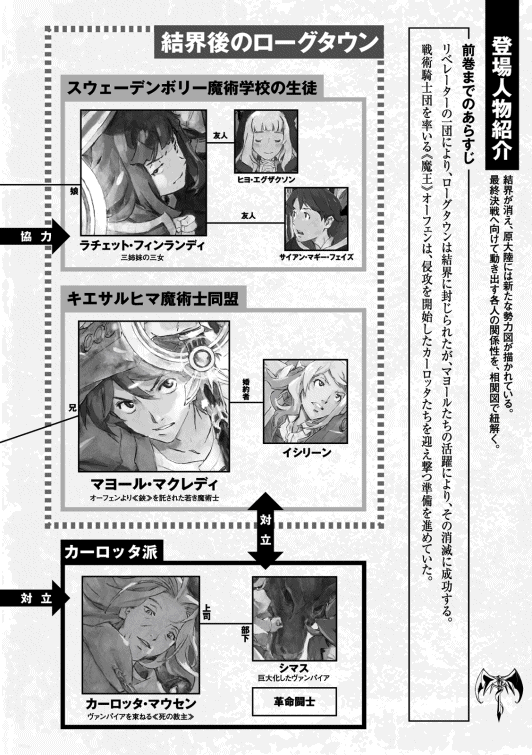 登場人物紹介
結界が消え、原大陸には新たな勢力図が描かれている。
最終決戦へ向けて動き出す各人の関係性を、相関図で紐解く。
前巻までのあらすじ
リベレーターの一団により、ローグタウンは結界に封じられたが、マヨールたちの活躍により、その消滅に成功する。
戦術騎士団を率いる《魔王》オーフェンは、侵攻を開始したカーロッタたちを迎え撃つ準備を進めていた。
結界後のローグタウン
スウェーデンボリー魔術学校の生徒
友人
ヒヨ・エグザクソン
娘
友人
協力
ラチェット・フィンランディ
三姉妹の三女
サイアン・マギー・フェイズ
キエサルヒマ魔術士同盟
婚約者
兄
イシリーン
マヨール・マクレディ
オーフェンより《鋏》を託された若き魔術士
対立
カーロッタ派
対立
上司
部下
シマス
巨大化したヴァンパイア
カーロッタ・マウセン
ヴァンパイアを束ねる《死の教主》
革命闘士